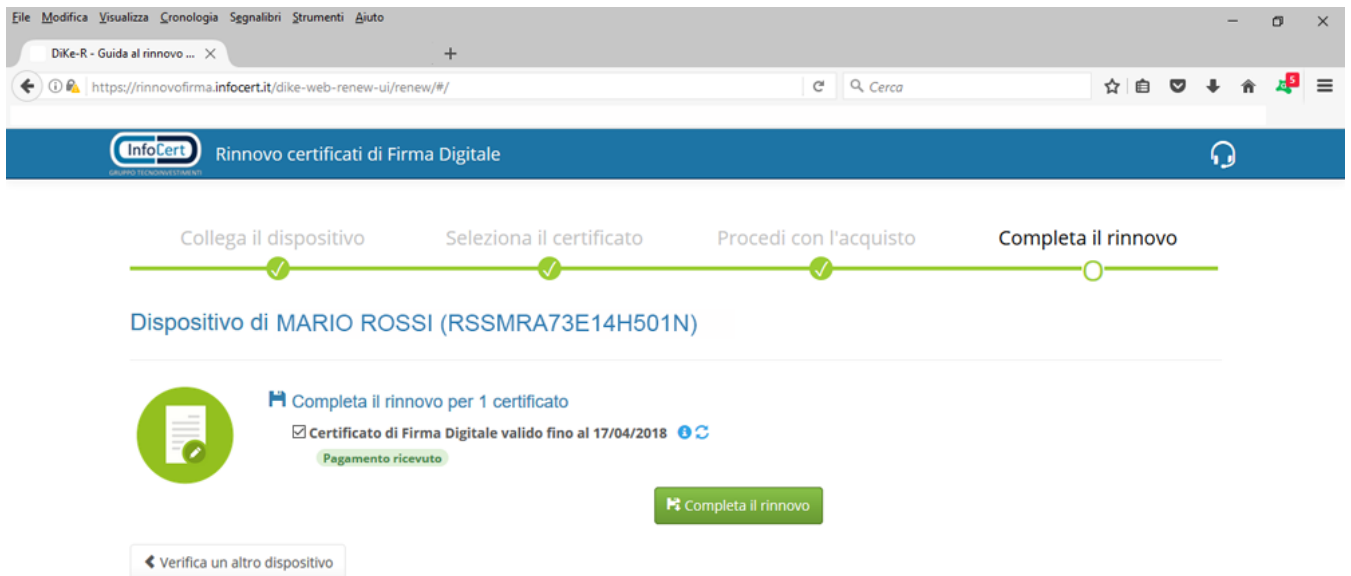 File Modifica Visualizza Cronologia Segnalibri Strumenti Aiuto
DiKe-R - Guida al rinnovo ...
https://rinnovofirma.infocert.it/dike-web-renew-ui/renew/#/
Cerca
5
InfoCert
GRUPPO TECNOINVESTIMENTI
Rinnovo certificati di Firma Digitale
Collega il dispositivo Seleziona il certificato Procedi con l'acquisto Completa il rinnovo
Dispositivo di MARIO ROSSI (RSSMRA73E14H501N)
Completa il rinnovo per 1 certificato
Certificato di Firma Digitale valido fino al 17/04/2018
Pagamento ricevuto
Completa il rinnovo
Verifica un altro dispositivo